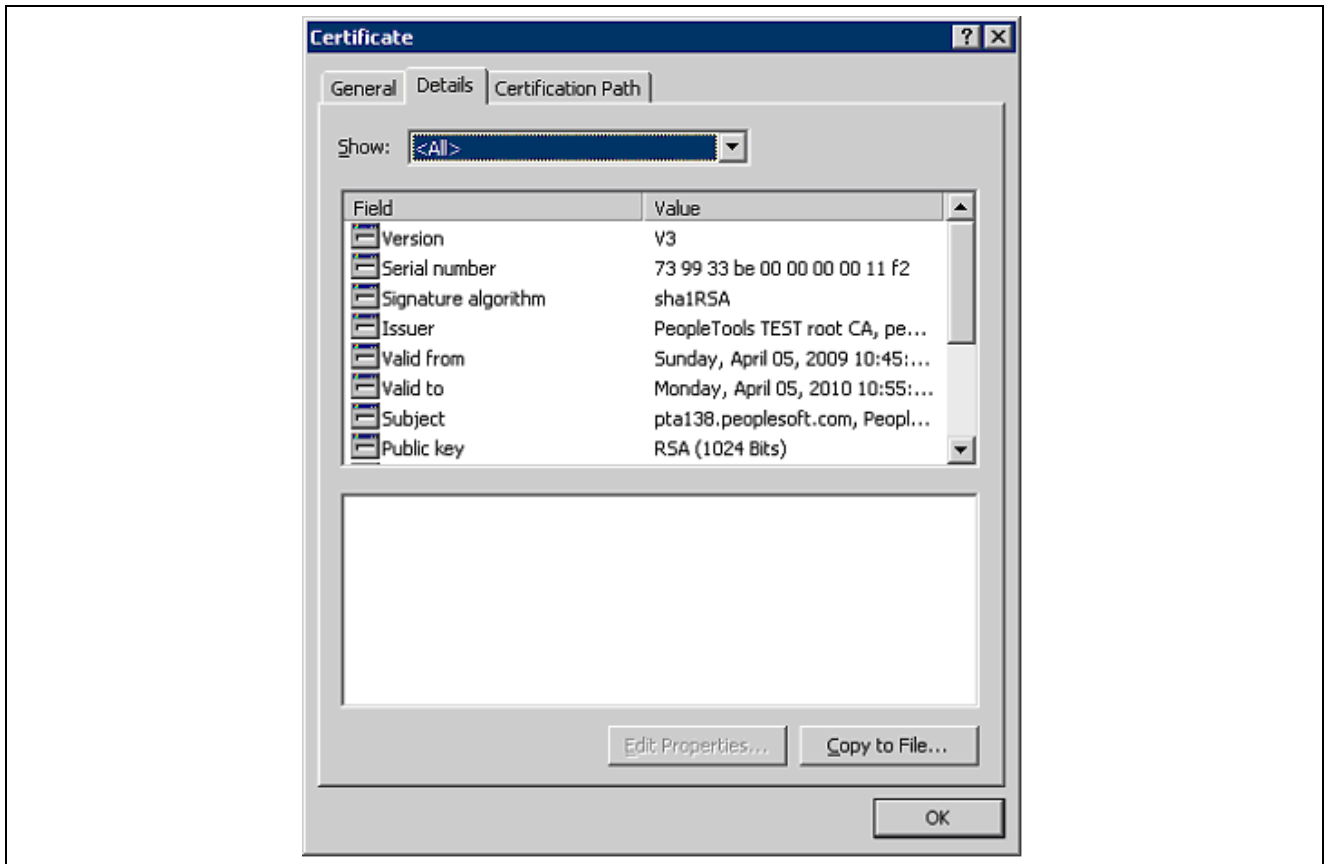 Certificate
General Details Certification Path
Show: <All>
Field Value
Version V3
Serial number 73 99 33 be 00 00 00 00 11 f2
Signature algorithm sha1RSA
Issuer PeopleTools TEST root CA, pe...
Valid from Sunday, April 05, 2009 10:45:...
Valid to Monday, April 05, 2010 10:55:...
Subject pta138.peoplesoft.com, Peopl...
Public key RSA (1024 Bits)
Edit Properties... Copy to File...
OK